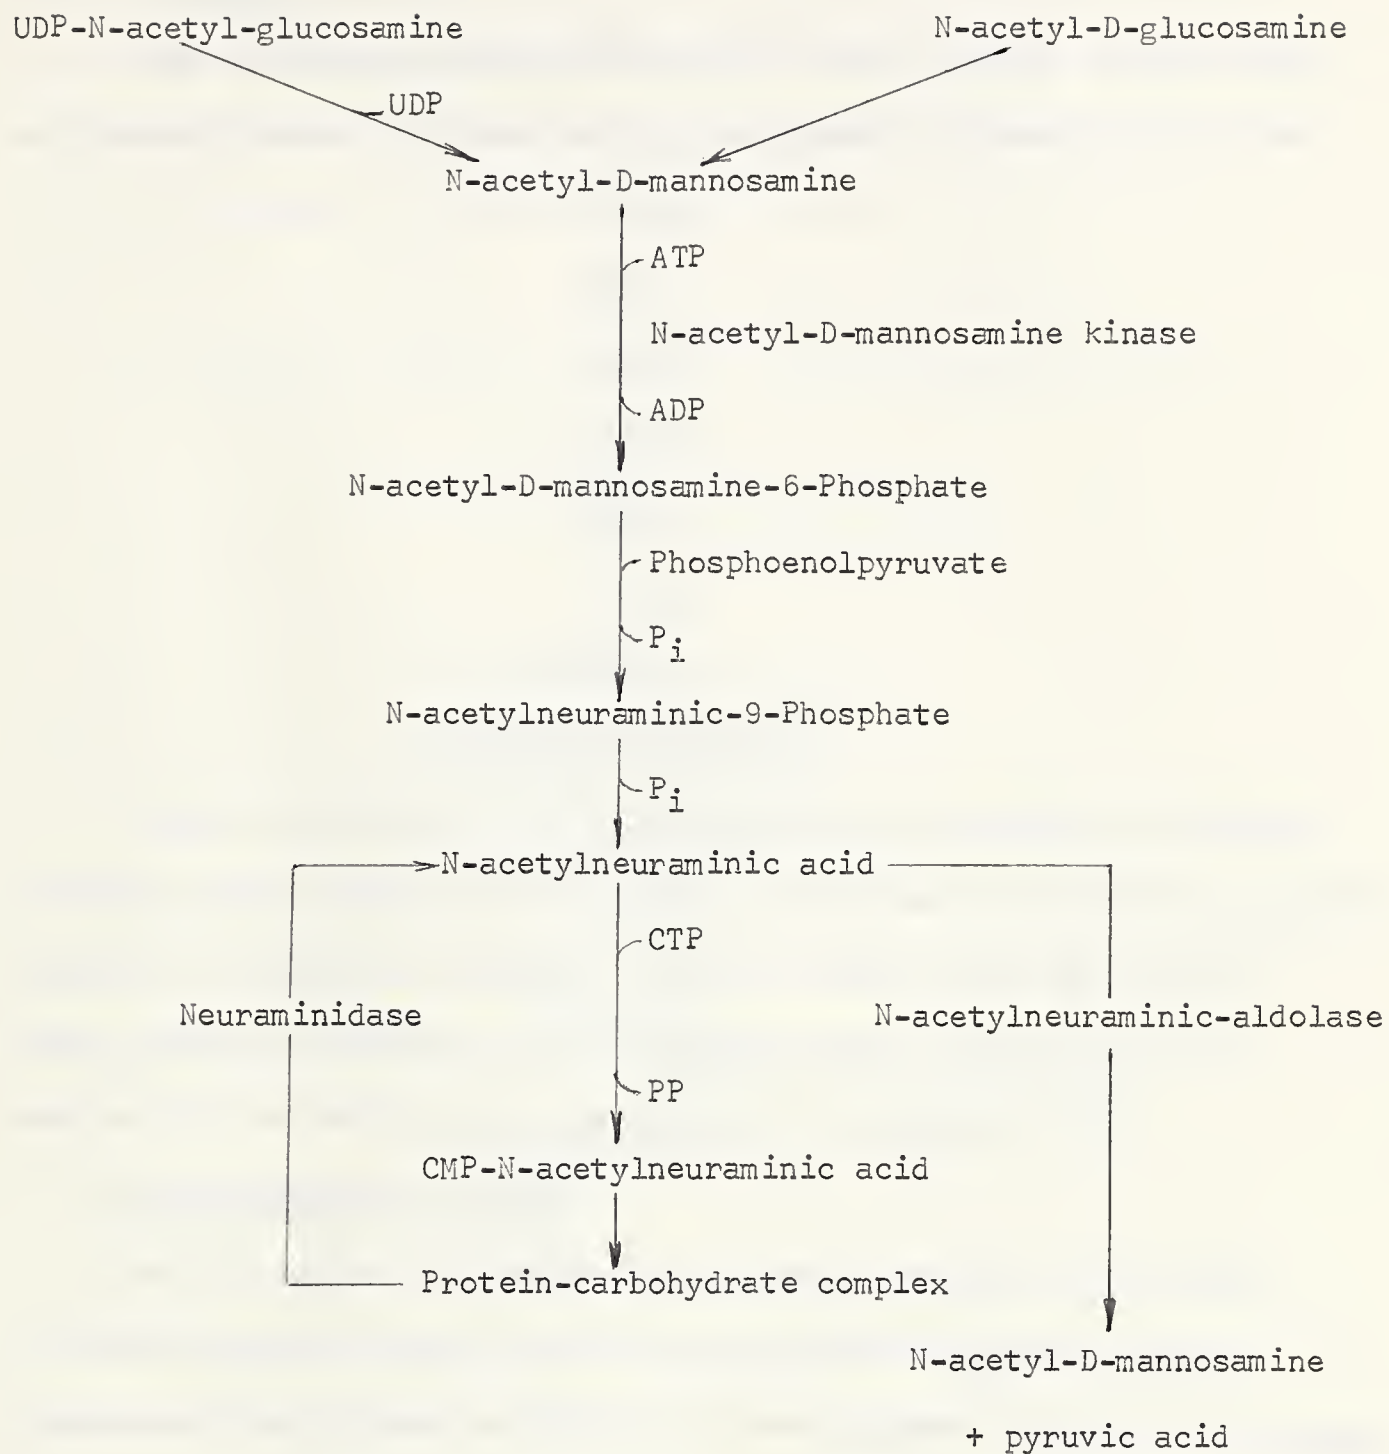 UDP-N-acetyl-glucosamine
N-acetyl-D-glucosamine
UDP
N-acetyl-D-mannosamine
ATP
N-acetyl-D-mannosamine kinase
ADP
N-acetyl-D-mannosamine-6-Phosphate
Phosphoenolpyruvate
Pi
N-acetylneuraminic-9-Phosphate
Pi
N-acetylneuraminic acid
CTP
Neuraminidase
N-acetylneuraminic-aldolase
PP
CMP-N-acetylneuraminic acid
Protein-carbohydrate complex
N-acetyl-D-mannosamine
+ pyruvic acid